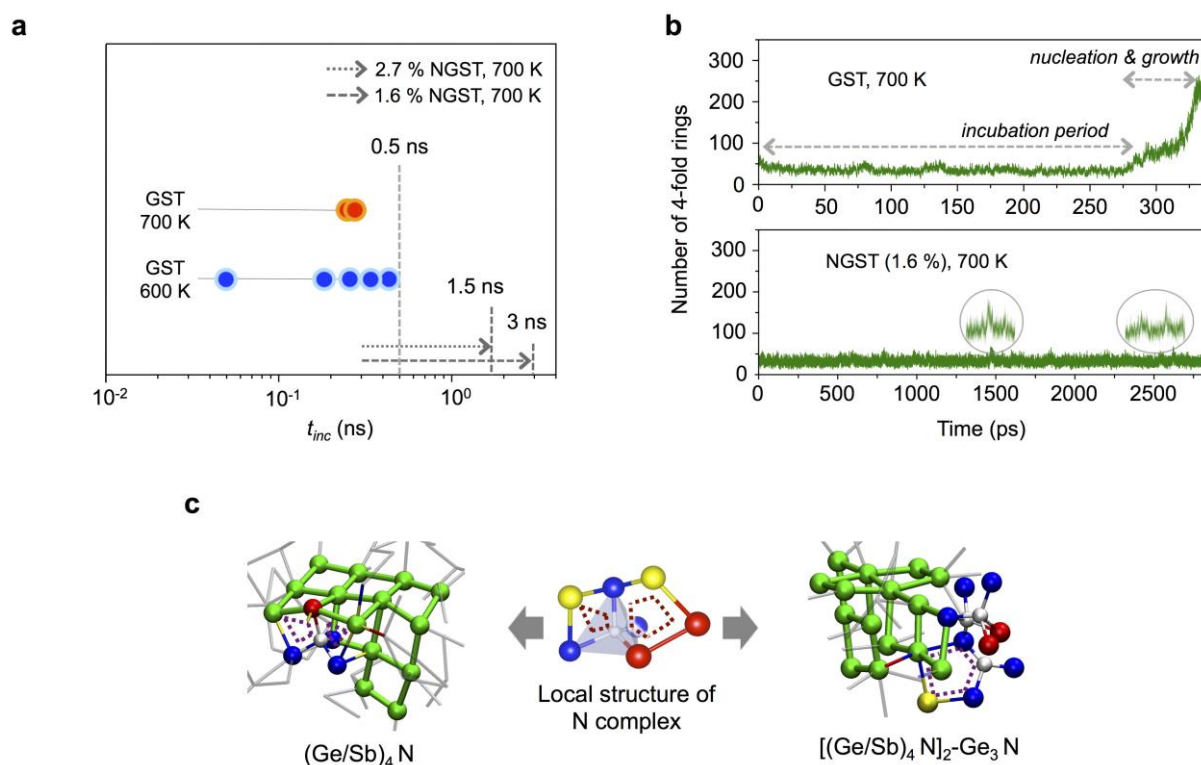 a
2.7 % NGST, 700 K
1.6 % NGST, 700 K
0.5 ns
GST
700 K
GST
600 K
1.5 ns
3 ns
10-2
10-1
100
tinc (ns)
b
Number of 4-fold rings
300
200
100
0
GST, 700 K
nucleation & growth
incubation period
0
50
100
150
200
250
300
300
200
100
0
NGST (1.6 %), 700 K
0
500
1000
1500
2000
2500
Time (ps)
c
(Ge/Sb)4 N
Local structure of
N complex
[(Ge/Sb)4 N]2-Ge3 N